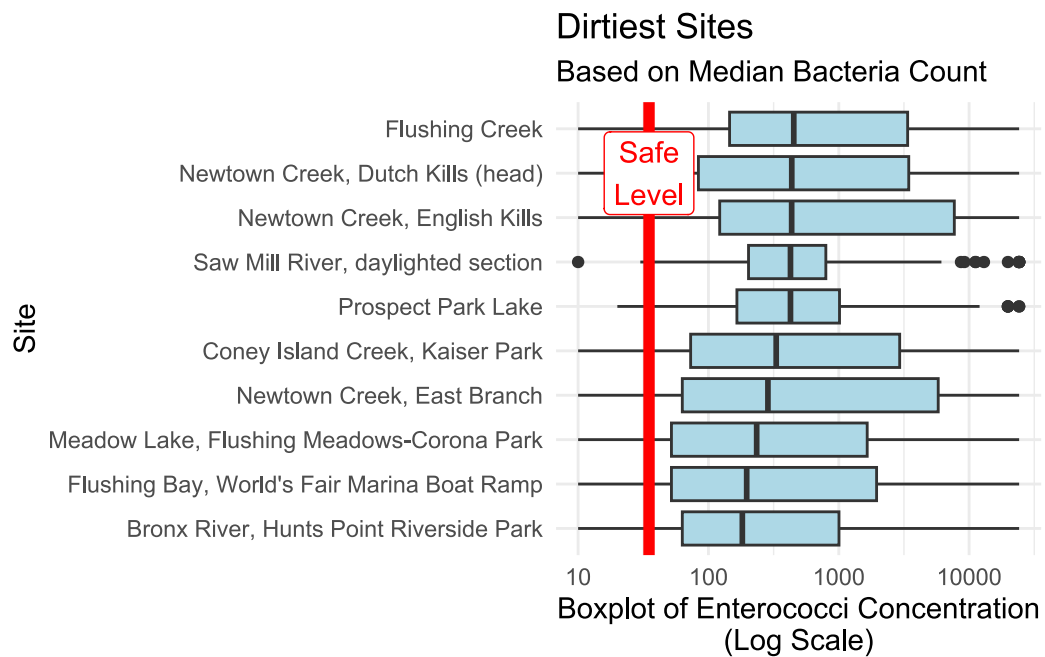 Dirtiest Sites
Based on Median Bacteria Count
Site
Flushing Creek
Newtown Creek, Dutch Kills (head)
Newtown Creek, English Kills
Saw Mill River, daylighted section
Prospect Park Lake
Coney Island Creek, Kaiser Park
Newtown Creek, East Branch
Meadow Lake, Flushing Meadows-Corona Park
Flushing Bay, World's Fair Marina Boat Ramp
Bronx River, Hunts Point Riverside Park
Safe
Level
10 100 1000 10000
Boxplot of Enterococci Concentration
(Log Scale)